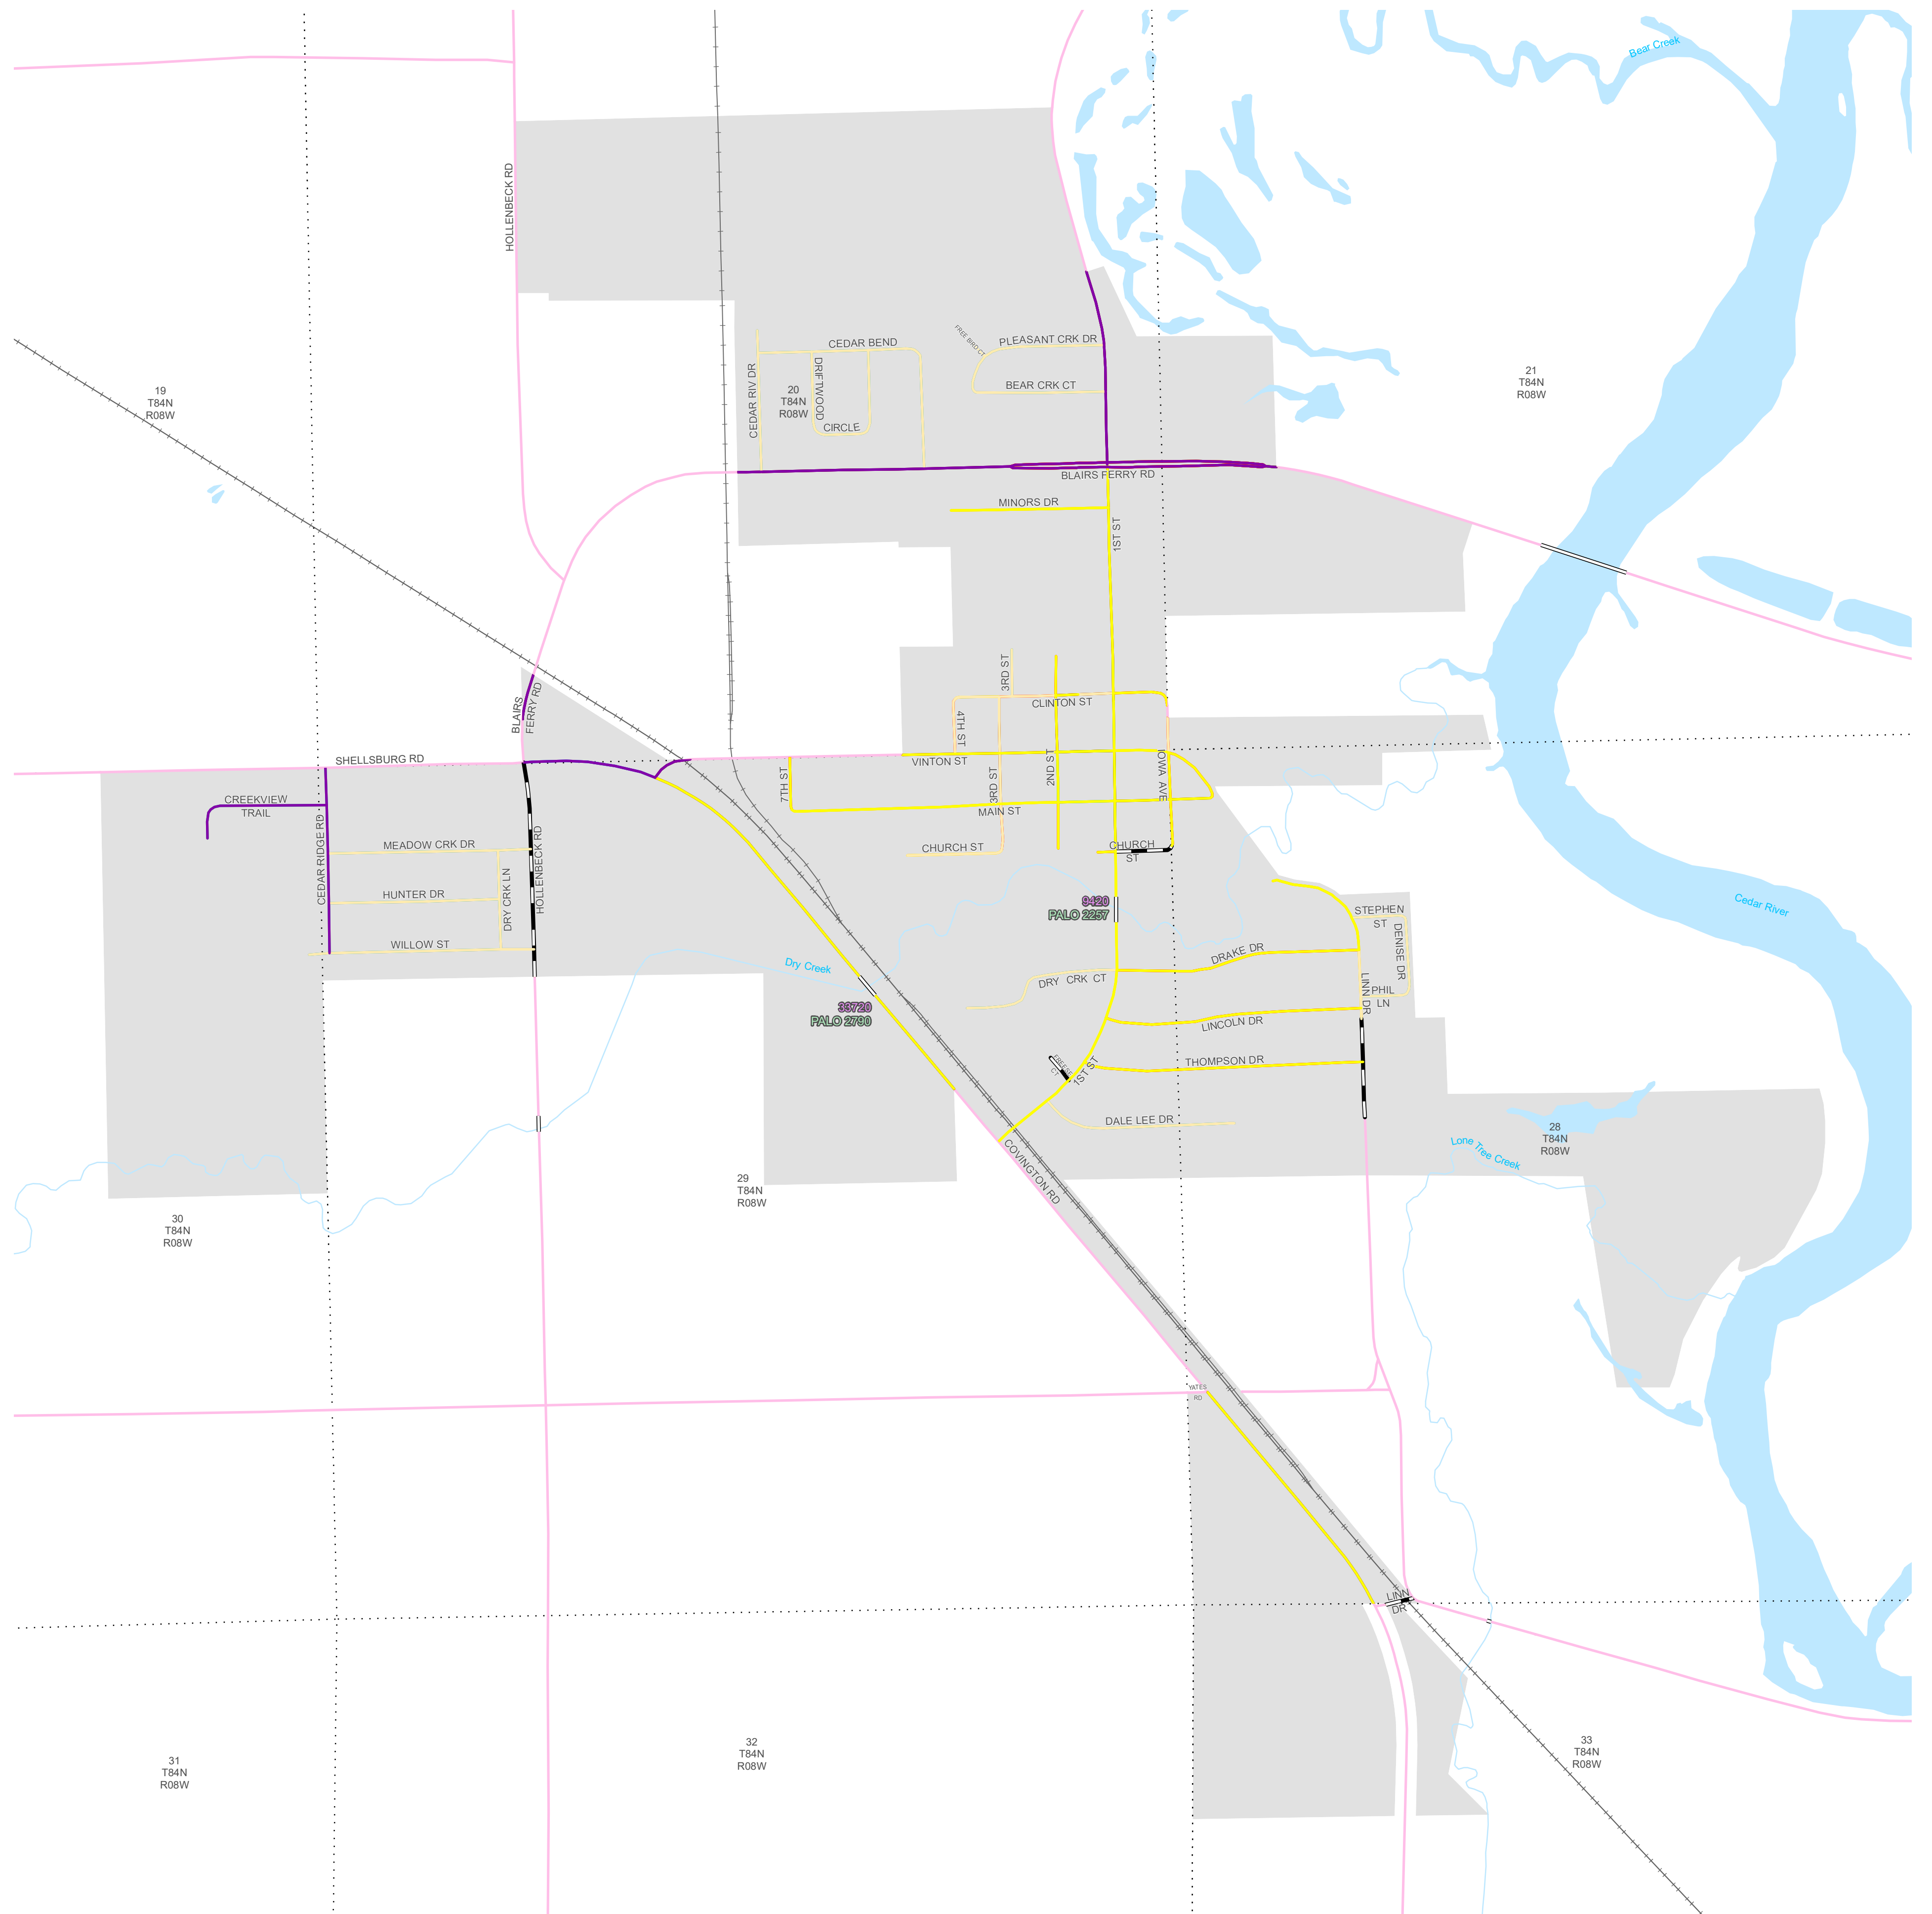 Bear Creek
HOLLENBECK RD
FREE BIRD CT
PLEASANT CRK DR
CEDAR BEND
CEDAR RIV DR
DRIFTWOOD
CIRCLE
BEAR CRK CT
19
T84N
R08W
20
T84N
R08W
21
T84N
R08W
BLAIRS FERRY RD
MINORS DR
1ST ST
3RD ST
CLINTON ST
4TH ST
BLAIRS
FERRY RD
SHELLSBURG RD
VINTON ST
2ND ST
IOWA AVE
7TH ST
3RD ST
MAIN ST
CREEKVIEW
TRAIL
CEDAR RIDGE RD
MEADOW CRK DR
HOLLENBECK RD
CHURCH ST
CHURCH
ST
HUNTER DR
DRY CRK LN
WILLOW ST
9420
PALO 2257
STEPHEN
ST
DENISE DR
Cedar River
DRAKE DR
Dry Creek
DRY CRK CT
LINN DR
PHIL
LN
33720
PALO 2790
LINCOLN DR
FREESE
CT
1ST ST
THOMPSON DR
DALE LEE DR
COVINGTON RD
28
T84N
R08W
Lone Tree Creek
29
T84N
R08W
30
T84N
R08W
YATES
RD
LINN
DR
31
T84N
R08W
32
T84N
R08W
33
T84N
R08W